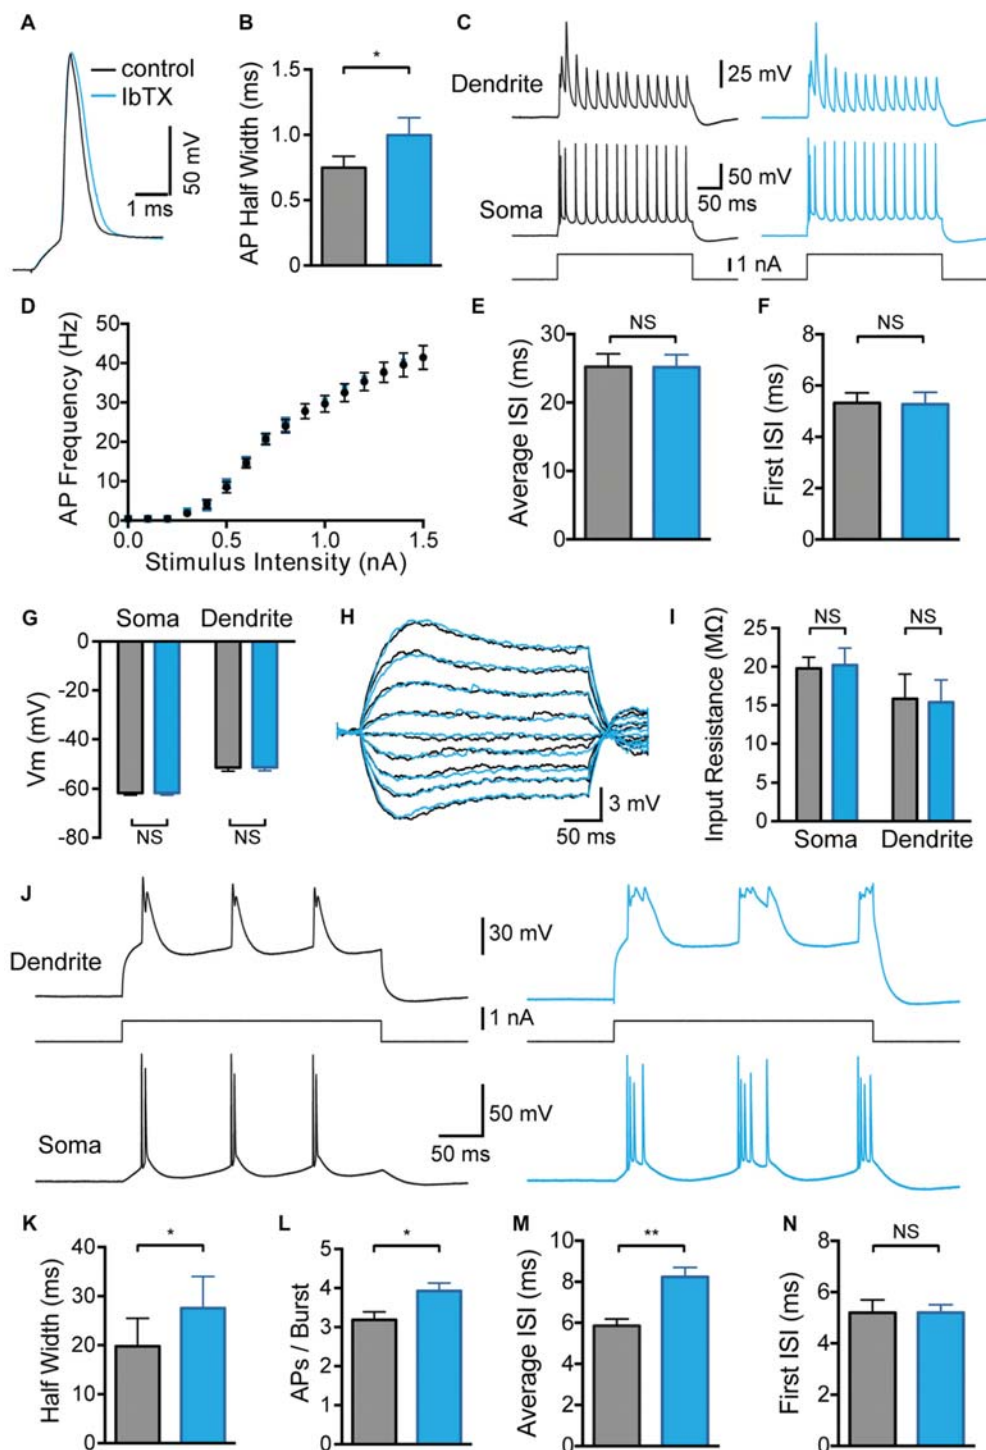 A
control
IbTX
50 mV
1 ms
B
AP Half Width (ms)
1.5
1.0
0.5
0
*
C
Dendrite
25 mV
Soma
50 mV
50 ms
1 nA
D
AP Frequency (Hz)
50
40
30
20
10
0
0.0 0.5 1.0 1.5
Stimulus Intensity (nA)
E
Average ISI (ms)
30
20
10
0
NS
F
First ISI (ms)
8
6
4
2
0
NS
G
Soma Dendrite
Vm (mV)
0
-20
-40
-60
-80
NS NS
H
3 mV
50 ms
I
Input Resistance (MΩ)
25
20
15
10
5
0
NS NS
Soma Dendrite
J
Dendrite
30 mV
1 nA
Soma
50 mV
50 ms
K
Half Width (ms)
40
30
20
10
0
*
L
APs / Burst
5
4
3
2
1
0
*
M
Average ISI (ms)
10
8
6
4
2
0
**
N
First ISI (ms)
8
6
4
2
0
NS